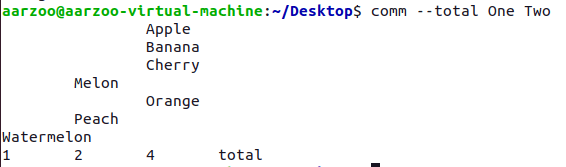 aarzoo@aarzoo-virtual-machine:~/Desktop$ comm --total One Two
Apple
Banana
Cherry
Melon
Orange
Peach
Watermelon
1 2 4 total